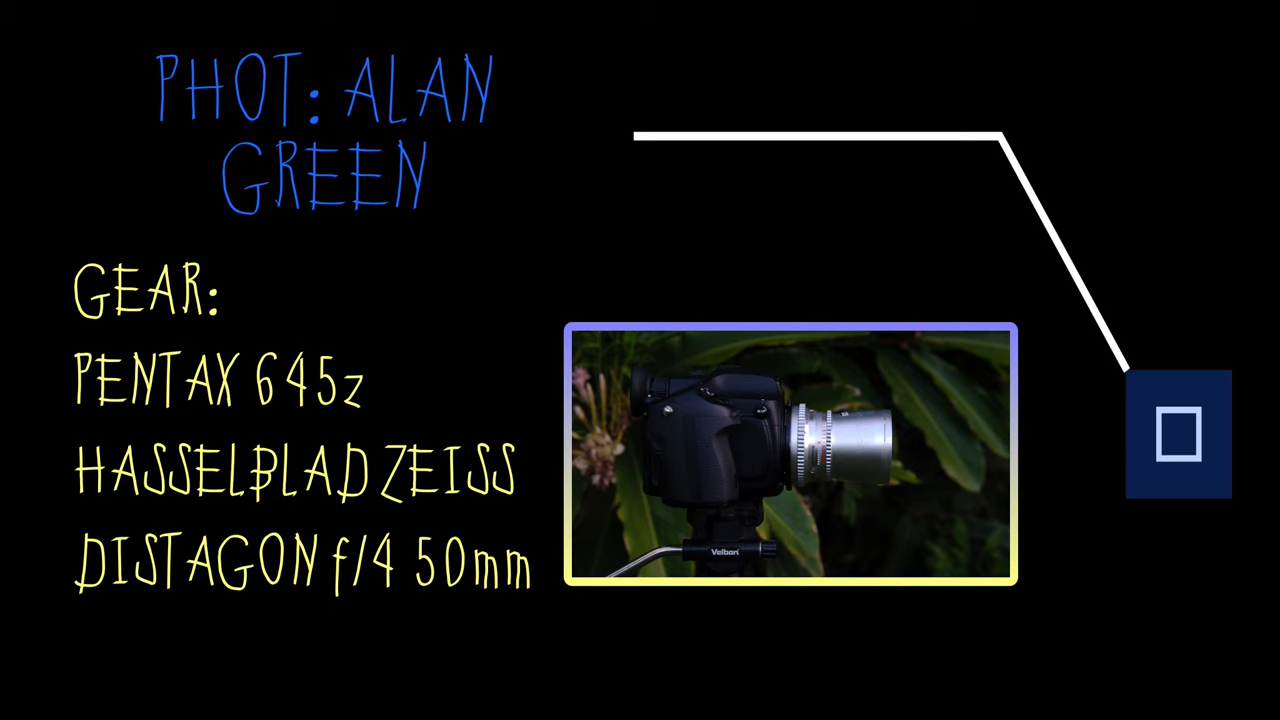 PHOT: ALAN
GREEN
GEAR:
PENTAX 645z
HASSELBLAD ZEISS
DISTAGON f/4 50mm
Velbon